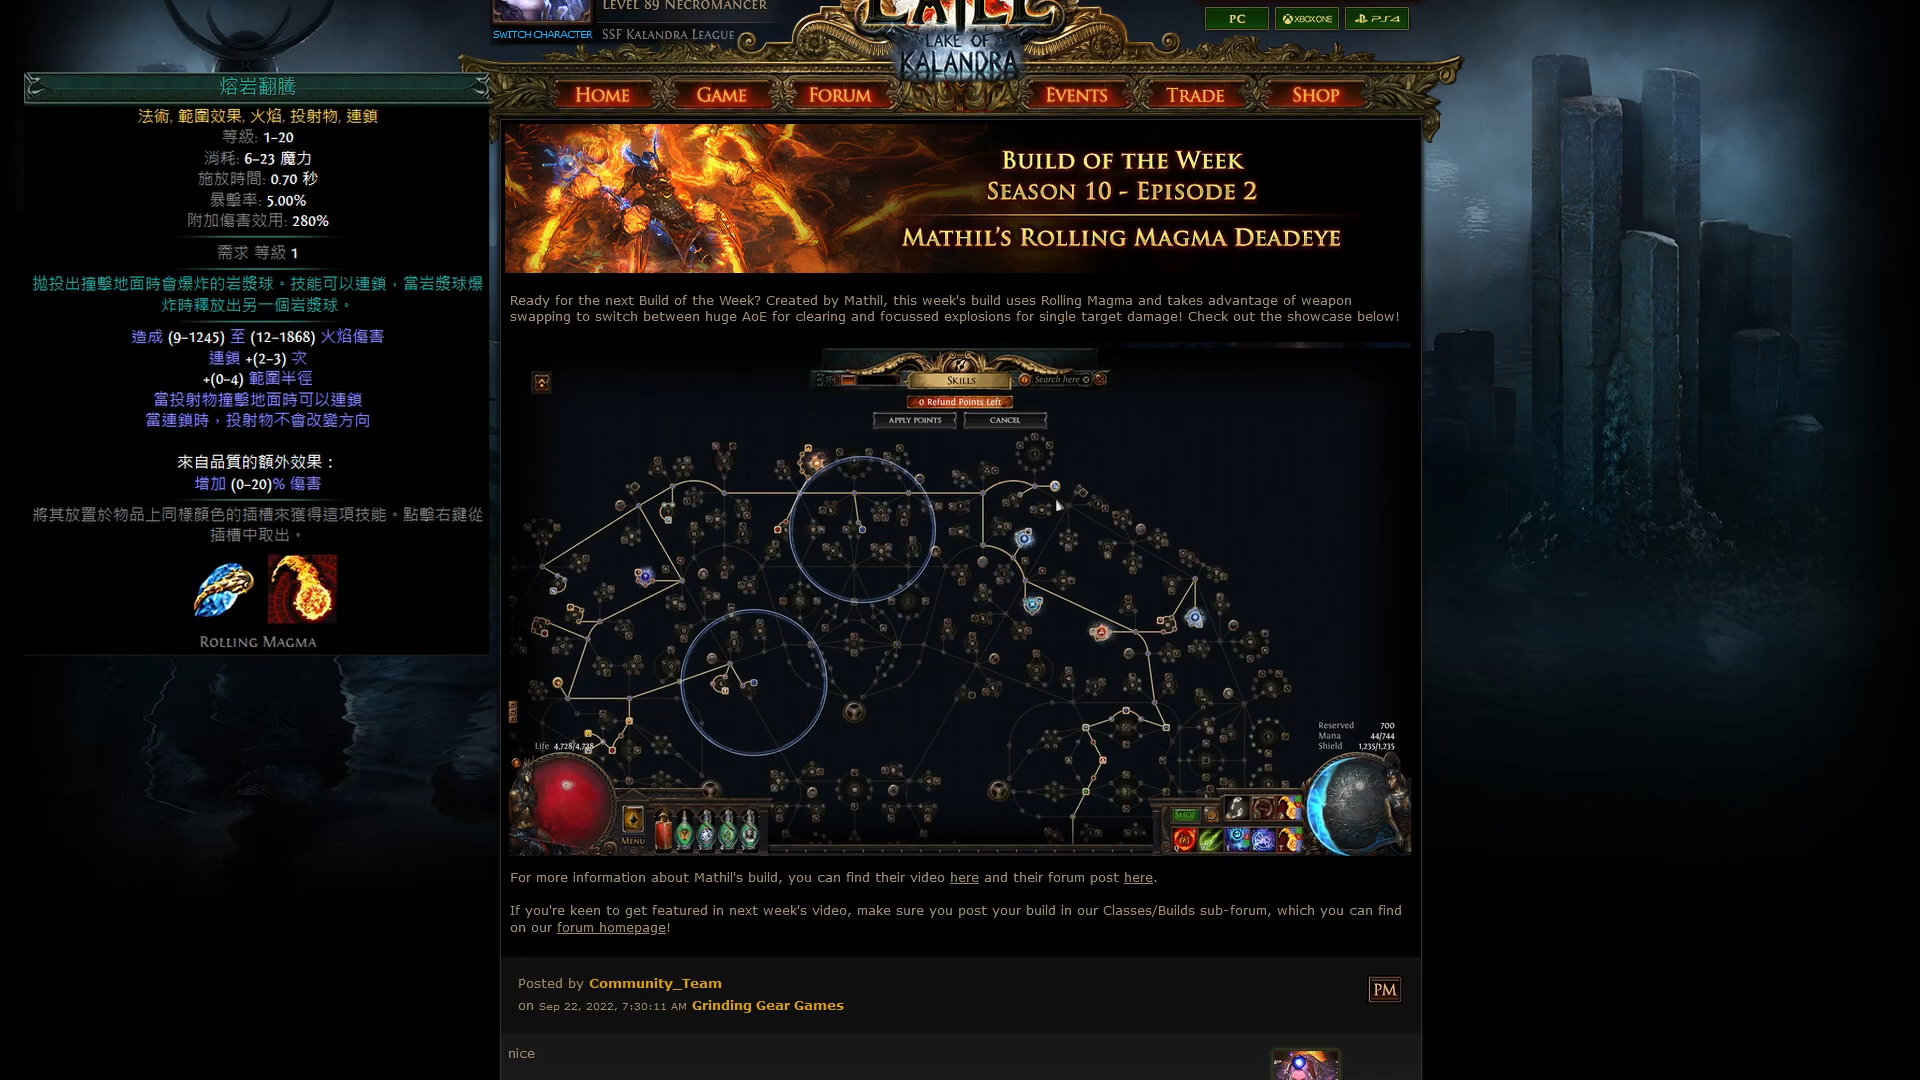 LEVEL 89 NECROMANCER
SWITCH CHARACTER
SSF KALANDRA LEAGUE
EXILE
LAKE OF
KALANDRA
PC
XBOX ONE
PS4
HOME
GAME
FORUM
EVENTS
TRADE
SHOP
熔岩翻騰
法術, 範圍效果, 火焰, 投射物, 連鎖
等級: 1–20
消耗: 6–23 魔力
施放時間: 0.70 秒
暴擊率: 5.00%
附加傷害效用: 280%
需求 等級 1
拋投出撞擊地面時會爆炸的岩漿球。技能可以連鎖，當岩漿球爆
炸時釋放出另一個岩漿球。
造成 (9–1245) 至 (12–1868) 火焰傷害
連鎖 +(2–3) 次
+(0–4) 範圍半徑
當投射物撞擊地面時可以連鎖
當連鎖時，投射物不會改變方向
來自品質的額外效果：
增加 (0–20)% 傷害
將其放置於物品上同樣顏色的插槽來獲得這項技能。點擊右鍵從
插槽中取出。
ROLLING MAGMA
BUILD OF THE WEEK
SEASON 10 - EPISODE 2
MATHIL'S ROLLING MAGMA DEADEYE
Ready for the next Build of the Week? Created by Mathil, this week's build uses Rolling Magma and takes advantage of weapon
swapping to switch between huge AoE for clearing and focussed explosions for single target damage! Check out the showcase below!
SKILLS
Search here
0 Refund Points Left
APPLY POINTS
CANCEL
Life 4,728/4,728
Reserved 700
Mana 44/744
Shield 1,235/1,235
MENU
SHOP
For more information about Mathil's build, you can find their video here and their forum post here.
If you're keen to get featured in next week's video, make sure you post your build in our Classes/Builds sub-forum, which you can find
on our forum homepage!
Posted by Community_Team
on Sep 22, 2022, 7:30:11 AM Grinding Gear Games
PM
nice